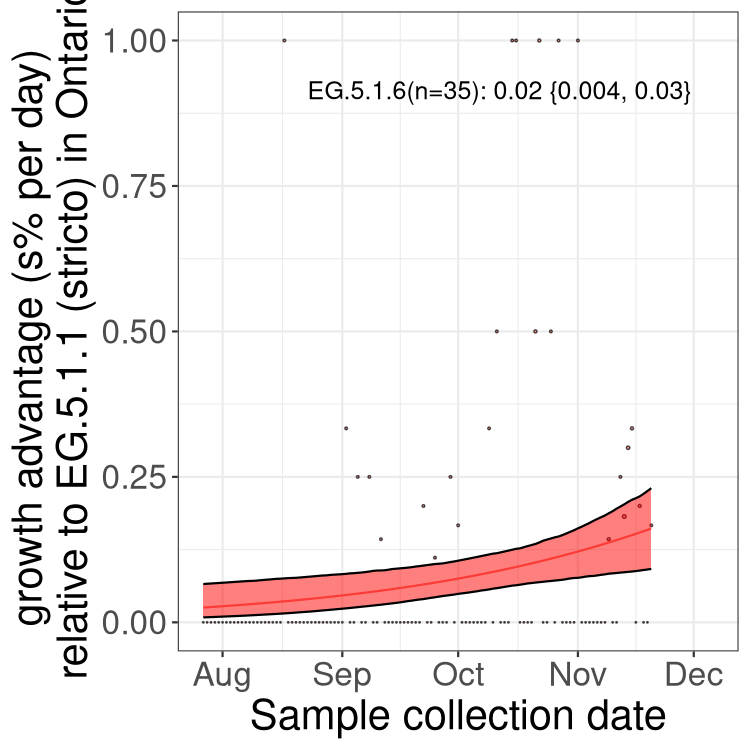 growth advantage (s% per day)
relative to EG.5.1.1 (stricto) in Ontario
1.00
0.75
0.50
0.25
0.00
EG.5.1.6(n=35): 0.02 {0.004, 0.03}
Aug Sep Oct Nov Dec
Sample collection date